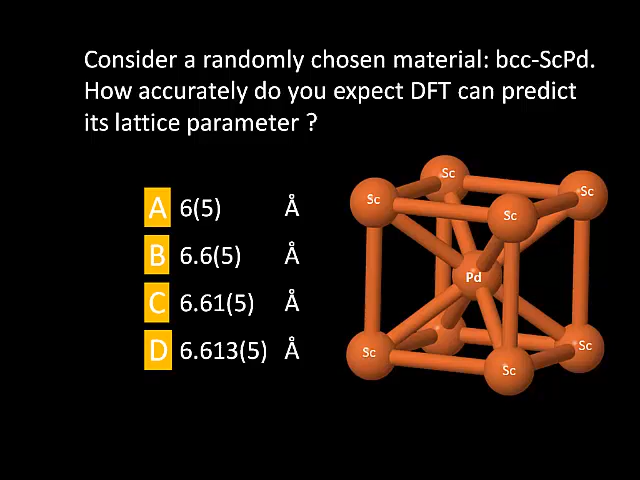 Consider a randomly chosen material: bcc-ScPd.
How accurately do you expect DFT can predict
its lattice parameter ?
A 6(5) Å
B 6.6(5) Å
C 6.61(5) Å
D 6.613(5) Å
Sc
Sc
Sc
Sc
Pd
Sc
Sc
Sc